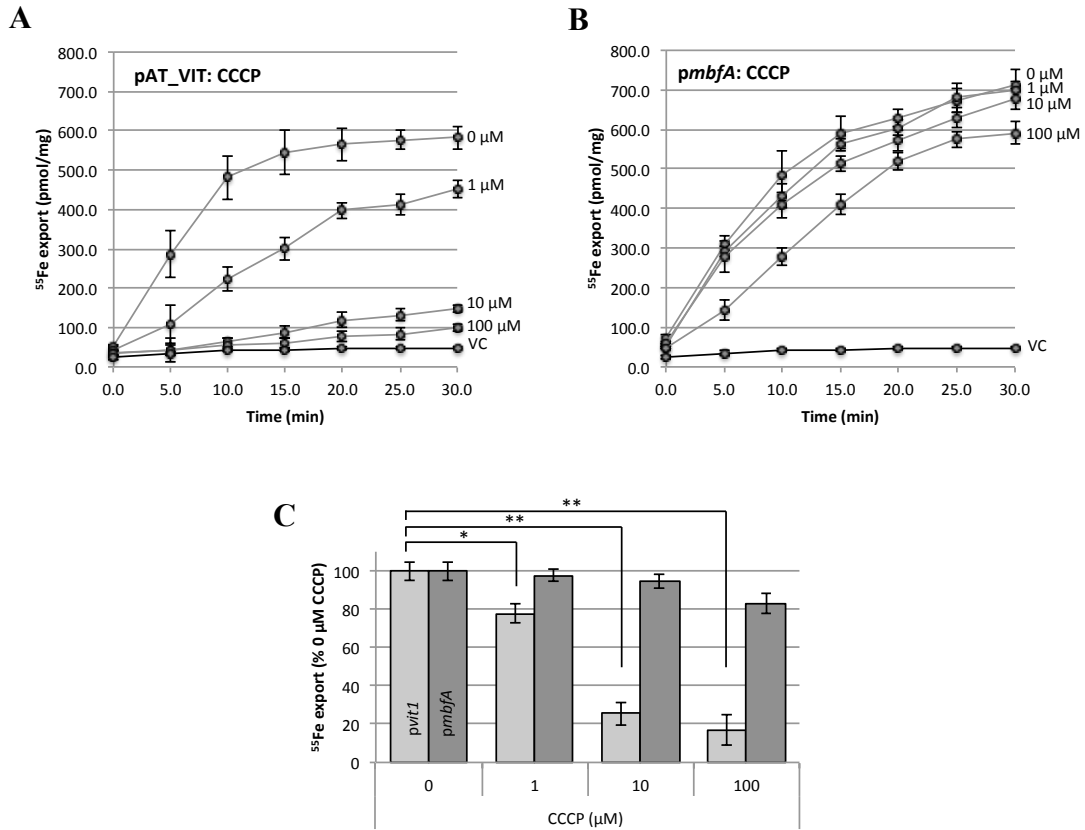 A
pAT_VIT: CCCP
⁵⁵Fe export (pmol/mg)
800.0
700.0
600.0
500.0
400.0
300.0
200.0
100.0
0.0
0 µM
1 µM
10 µM
100 µM
VC
0.0 5.0 10.0 15.0 20.0 25.0 30.0
Time (min)
B
pmbfA: CCCP
⁵⁵Fe export (pmol/mg)
800.0
700.0
600.0
500.0
400.0
300.0
200.0
100.0
0.0
0 µM
1 µM
10 µM
100 µM
VC
0.0 5.0 10.0 15.0 20.0 25.0 30.0
Time (min)
C
**
**
*
⁵⁵Fe export (% 0 µM CCCP)
100
80
60
40
20
0
pvit1
pmbfA
0 1 10 100
CCCP (µM)